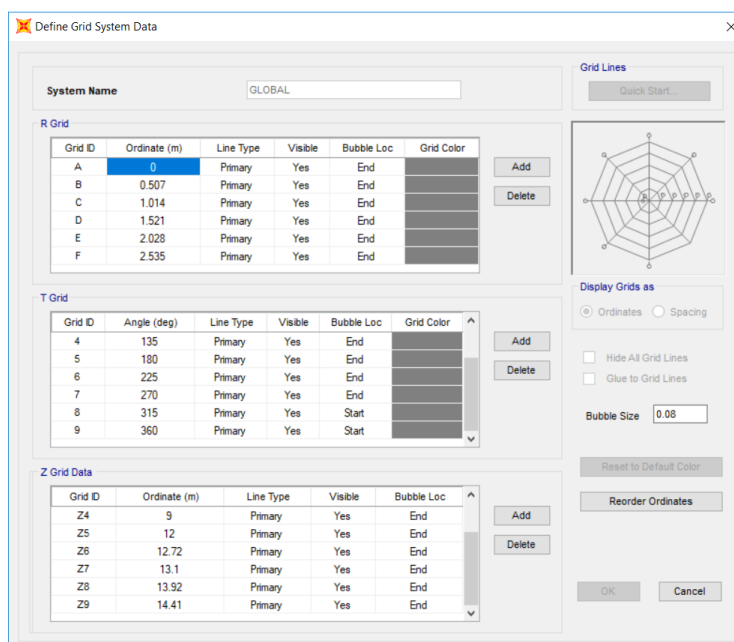 Define Grid System Data
System Name GLOBAL
Grid Lines
Quick Start...
R Grid
Grid ID Ordinate (m) Line Type Visible Bubble Loc Grid Color
A 0 Primary Yes End
B 0.507 Primary Yes End
C 1.014 Primary Yes End
D 1.521 Primary Yes End
E 2.028 Primary Yes End
F 2.535 Primary Yes End
Add
Delete
T Grid
Grid ID Angle (deg) Line Type Visible Bubble Loc Grid Color
4 135 Primary Yes End
5 180 Primary Yes End
6 225 Primary Yes End
7 270 Primary Yes End
8 315 Primary Yes Start
9 360 Primary Yes Start
Add
Delete
Display Grids as
Ordinates Spacing
Hide All Grid Lines
Glue to Grid Lines
Bubble Size 0.08
Z Grid Data
Grid ID Ordinate (m) Line Type Visible Bubble Loc
Z4 9 Primary Yes End
Z5 12 Primary Yes End
Z6 12.72 Primary Yes End
Z7 13.1 Primary Yes End
Z8 13.92 Primary Yes End
Z9 14.41 Primary Yes End
Add
Delete
Reset to Default Color
Reorder Ordinates
OK Cancel